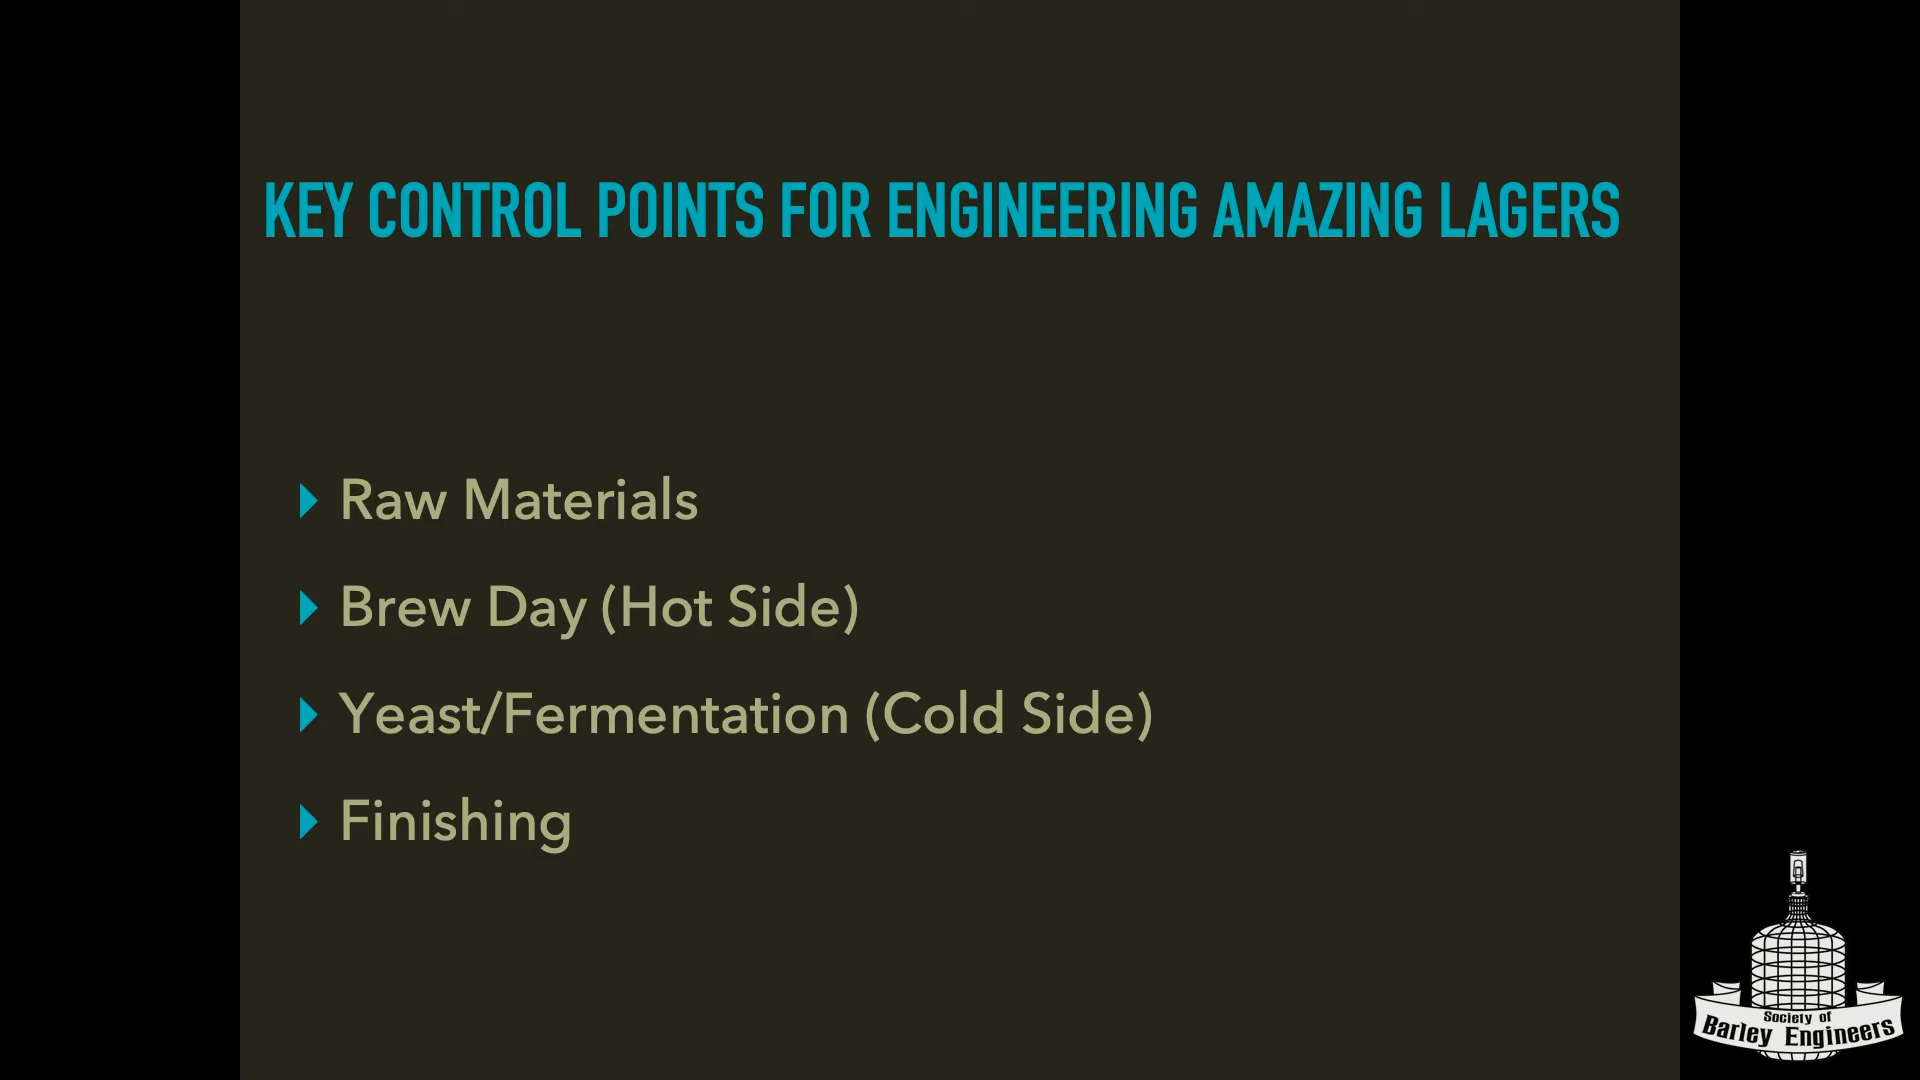 KEY CONTROL POINTS FOR ENGINEERING AMAZING LAGERS
Raw Materials
Brew Day (Hot Side)
Yeast/Fermentation (Cold Side)
Finishing
Society of
Barley Engineers